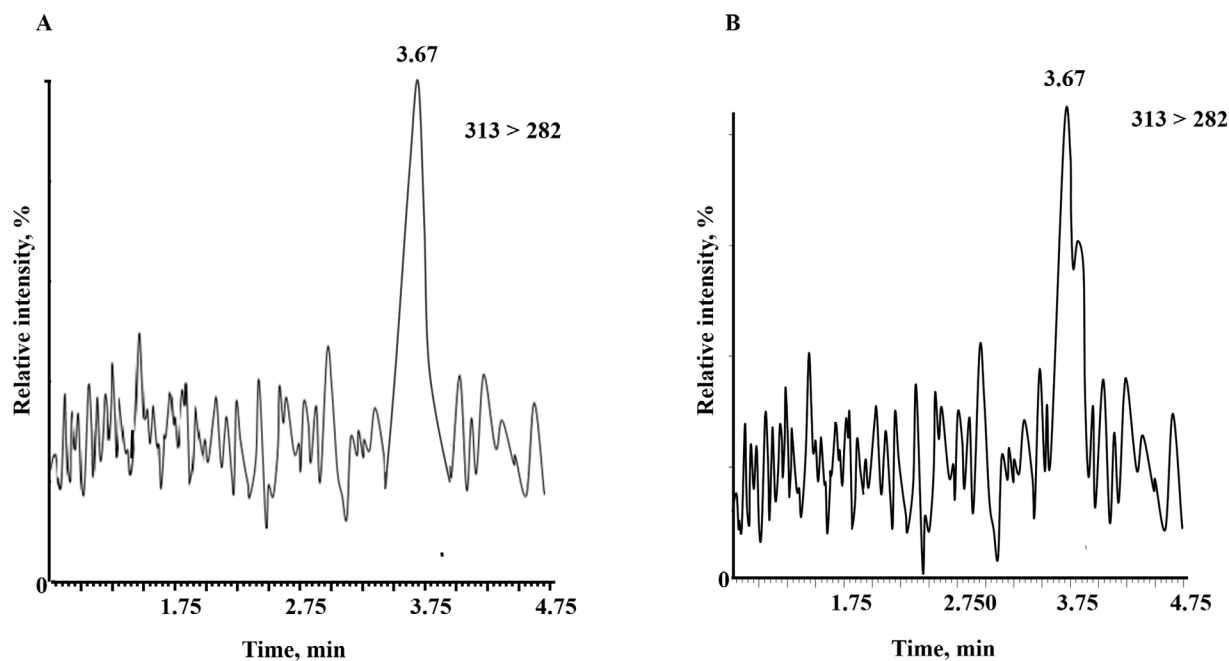 A
3.67
313 > 282
Relative intensity, %
0
1.75 2.75 3.75 4.75
Time, min
B
3.67
313 > 282
Relative intensity, %
0
1.75 2.750 3.75 4.75
Time, min